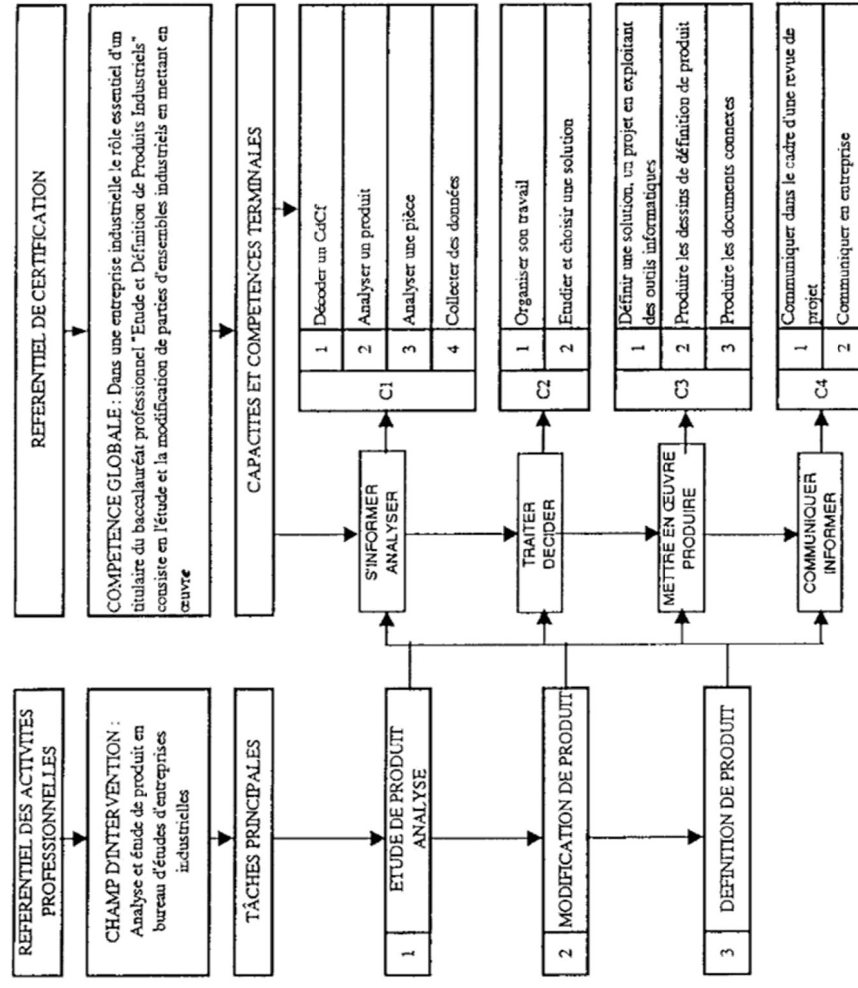 REFERENTIEL DES ACTIVITES
PROFESSIONNELLES
CHAMP D'INTERVENTION :
Analyse et étude de produit en
bureau d'études d'entreprises
industrielles
TÂCHES PRINCIPALES
1
ETUDE DE PRODUIT
ANALYSE
2
MODIFICATION DE PRODUIT
3
DEFINITION DE PRODUIT
REFERENTIEL DE CERTIFICATION
COMPETENCE GLOBALE : Dans une entreprise industrielle le rôle essentiel d'un
titulaire du baccalauréat professionnel "Etude et Définition de Produits Industriels"
consiste en l'étude et la modification de parties d'ensembles industriels en mettant en
œuvre
CAPACITES ET COMPETENCES TERMINALES
S'INFORMER
ANALYSER
C1
1 Décoder un CdCf
2 Analyser un produit
3 Analyser une pièce
4 Collecter des données
TRAITER
DECIDER
C2
1 Organiser son travail
2 Etudier et choisir une solution
METTRE EN ŒUVRE
PRODUIRE
C3
1 Définir une solution, un projet en exploitant
des outils informatiques
2 Produire les dessins de définition de produit
3 Produire les documents connexes
COMMUNIQUER
INFORMER
C4
1 Communiquer dans le cadre d'une revue de
projet
2 Communiquer en entreprise